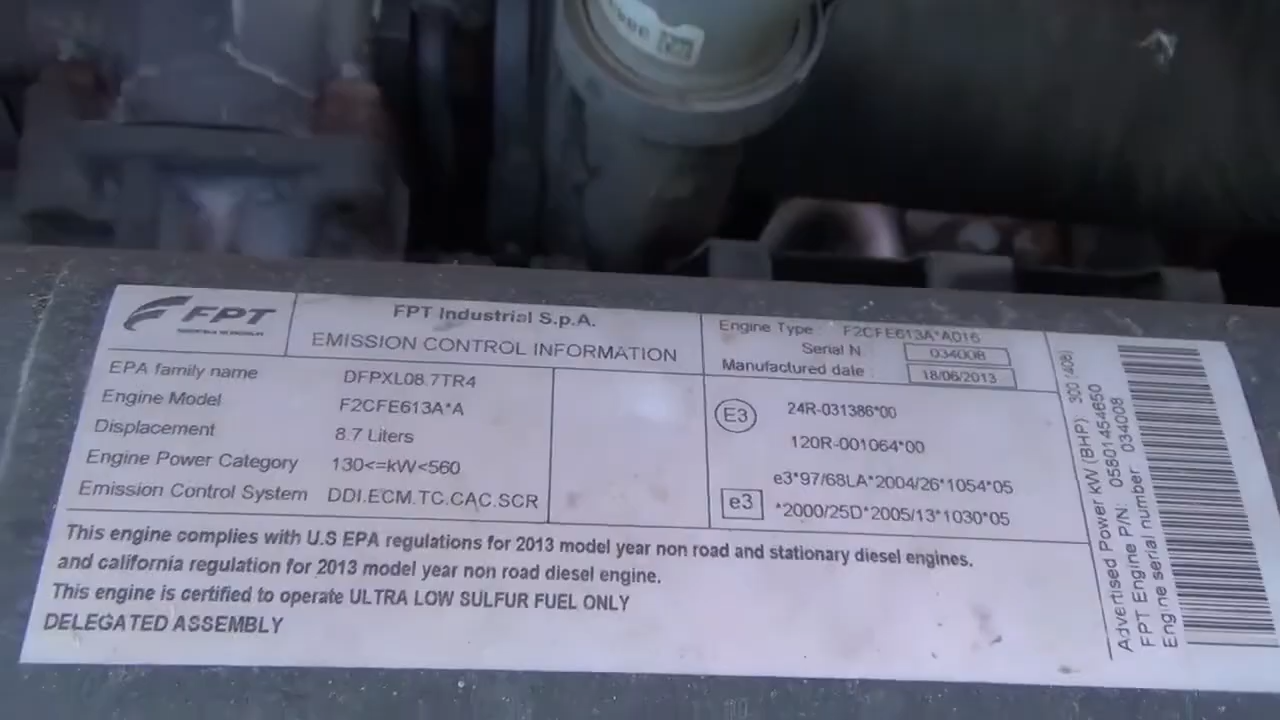 FPT
FPT Industrial S.p.A.
EMISSION CONTROL INFORMATION
EPA family name DFPXL08.7TR4
Engine Model F2CFE613A*A
Displacement 8.7 Liters
Engine Power Category 130<=kW<560
Emission Control System DDI.ECM.TC.CAC.SCR
Engine Type F2CFE613A*A016
Serial N. 034008
Manufactured date 18/06/2013
E3 24R-031386*00
120R-001064*00
e3*97/68LA*2004/26*1054*05
e3 *2000/25D*2005/13*1030*05
This engine complies with U.S EPA regulations for 2013 model year non road and stationary diesel engines.
and california regulation for 2013 model year non road diesel engine.
This engine is certified to operate ULTRA LOW SULFUR FUEL ONLY
DELEGATED ASSEMBLY
Advertised Power kW (BHP) 300 (408)
FPT Engine P/N: 05801454650
Engine serial number 034008